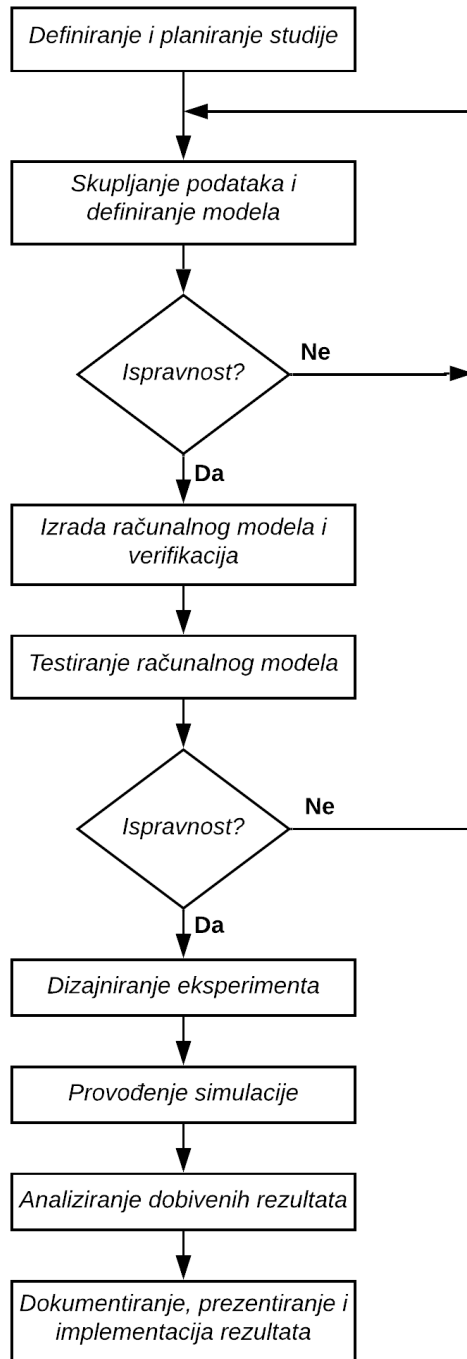 Definiranje i planiranje studije
Skupljanje podataka i
definiranje modela
Ispravnost?
Ne
Da
Izrada računalnog modela i
verifikacija
Testiranje računalnog modela
Ispravnost?
Ne
Da
Dizajniranje eksperimenta
Provođenje simulacije
Analiziranje dobivenih rezultata
Dokumentiranje, prezentiranje i
implementacija rezultata